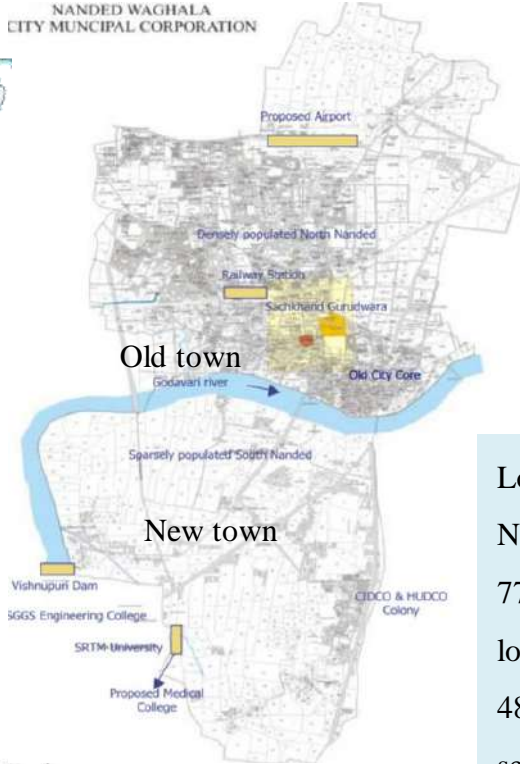 NANDED WAGHALA
CITY MUNCIPAL CORPORATION
Proposed Airport
Densely populated North Nanded
Railway Station
Sachkhand Gurudwara
Old town
Old City Core
Godavari river
Sparsely populated South Nanded
New town
Vishnupuri Dam
CIDCO & HUDCO
Colony
SGGS Engineering College
SRTM University
Proposed Medical
College
77
48